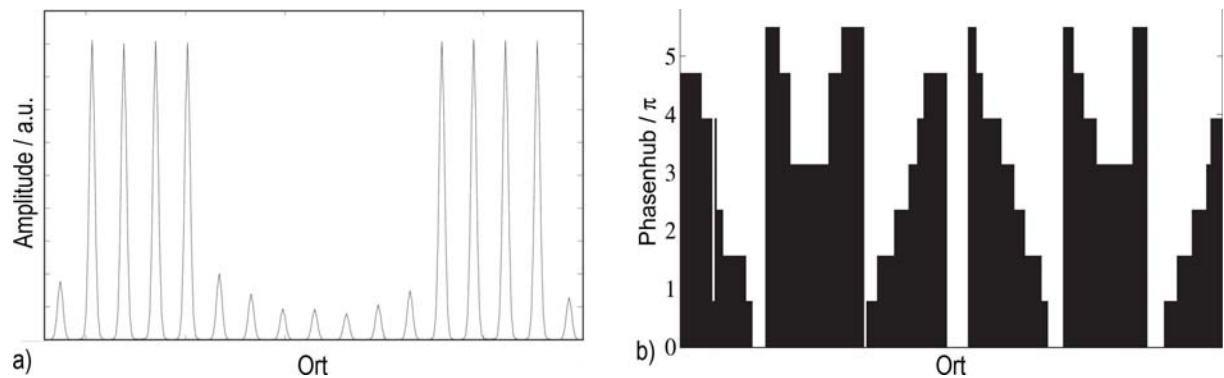 Amplitude / a.u.
a)
Ort
Phasenhub / π
5
4
3
2
1
0
b)
Ort